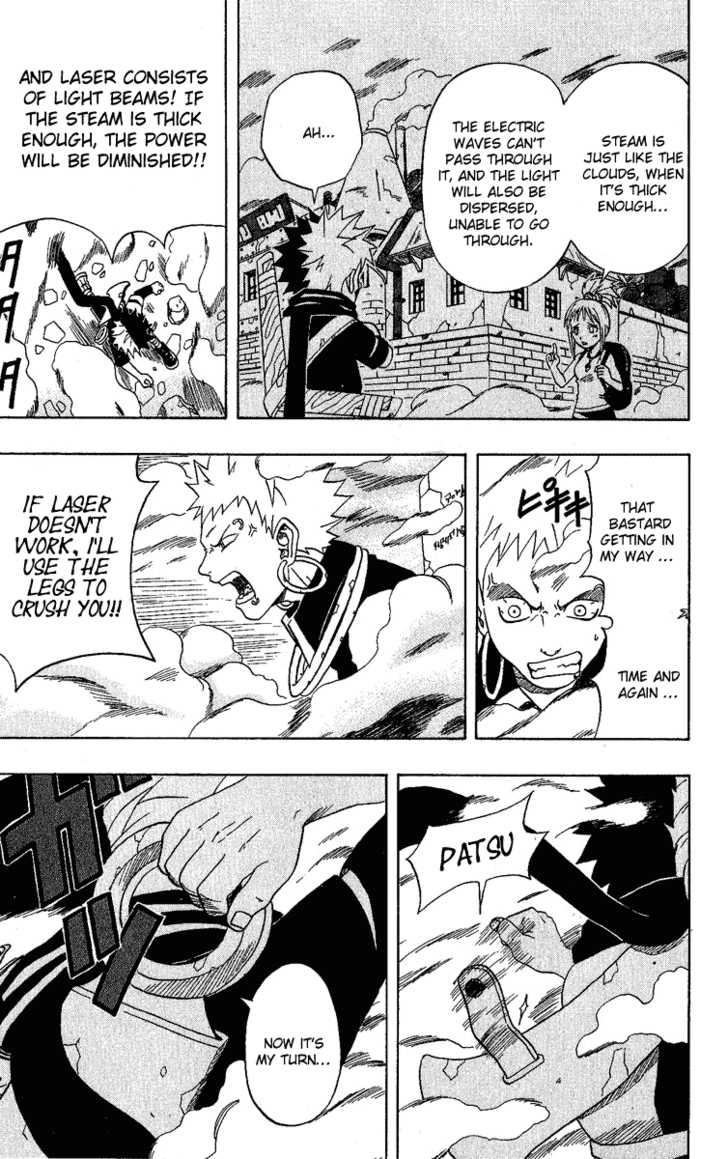 STEAM IS
JUST LIKE THE
CLOUDS, WHEN
IT'S THICK
ENOUGH...
THE ELECTRIC
WAVES CAN'T
PASS THROUGH
IT, AND THE LIGHT
WILL ALSO BE
DISPERSED,
UNABLE TO GO
THROUGH.
AH...
AND LASER CONSISTS
OF LIGHT BEAMS! IF
THE STEAM IS THICK
ENOUGH, THE POWER
WILL BE DIMINISHED!!
THAT
BASTARD
GETTING IN
MY WAY ...
ピキキ
TIME AND
AGAIN ...
IF LASER
DOESN'T
WORK, I'LL
USE THE
LEGS TO
CRUSH YOU!!
PATSU
NOW IT'S
MY TURN...